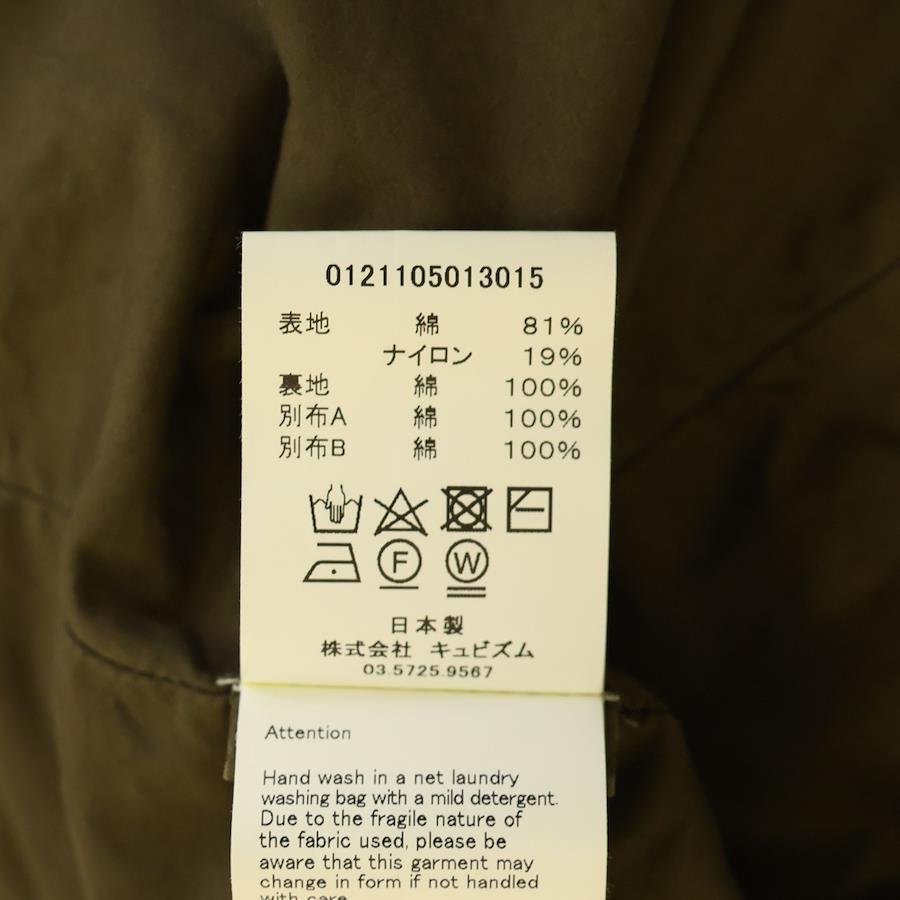 0121105013015
表地 綿 81%
ナイロン 19%
裏地 綿 100%
別布A 綿 100%
別布B 綿 100%
F W
日本製
株式会社 キュビズム
03.5725.9567
Attention
Hand wash in a net laundry
washing bag with a mild detergent.
Due to the fragile nature of
the fabric used, please be
aware that this garment may
change in form if not handled
with care